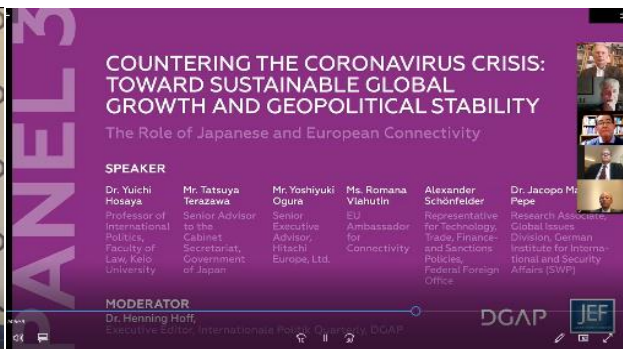 PANEL 3
COUNTERING THE CORONAVIRUS CRISIS:
TOWARD SUSTAINABLE GLOBAL
GROWTH AND GEOPOLITICAL STABILITY
The Role of Japanese and European Connectivity
SPEAKER
Dr. Yuichi
Hosaya
Professor of
International
Politics,
Faculty of
Law, Keio
University
Mr. Tatsuya
Terazawa
Senior Advisor
to the
Cabinet
Secretariat,
Government
of Japan
Mr. Yoshiyuki
Ogura
Senior
Executive
Advisor,
Hitachi
Europe, Ltd.
Ms. Romana
Vlahutin
EU
Ambassador
for
Connectivity
Alexander
Schönfelder
Representative
for Technology,
Trade, Finance-
and Sanctions
Policies,
Federal Foreign
Office
Dr. Jacopo Ma
Pepe
Research Associate,
Global Issues
Division, German
Institute for Interna-
tional and Security
Affairs (SWP)
MODERATOR
Dr. Henning Hoff,
Executive Editor, Internationale Politik Quarterly, DGAP
DGAP
JEF